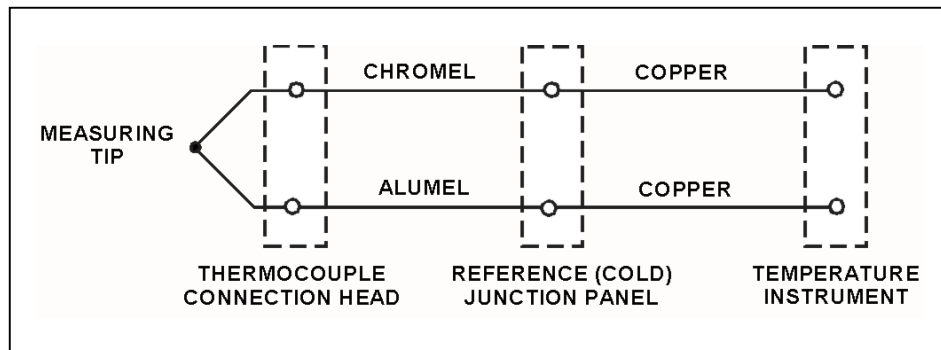 CHROMEL
COPPER
MEASURING
TIP
ALUMEL
COPPER
THERMOCOUPLE
CONNECTION HEAD
REFERENCE (COLD)
JUNCTION PANEL
TEMPERATURE
INSTRUMENT